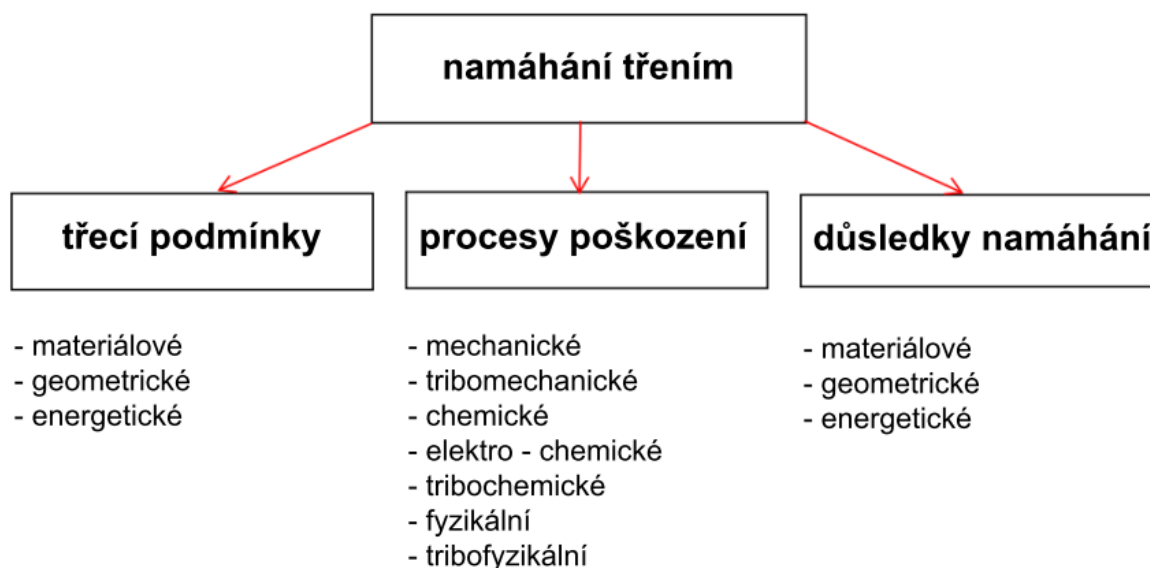 namáhání třením
třecí podmínky
- materiálové
- geometrické
- energetické
procesy poškození
- mechanické
- tribomechanické
- chemické
- elektro - chemické
- tribochemické
- fyzikální
- tribofyzikální
důsledky namáhání
- materiálové
- geometrické
- energetické